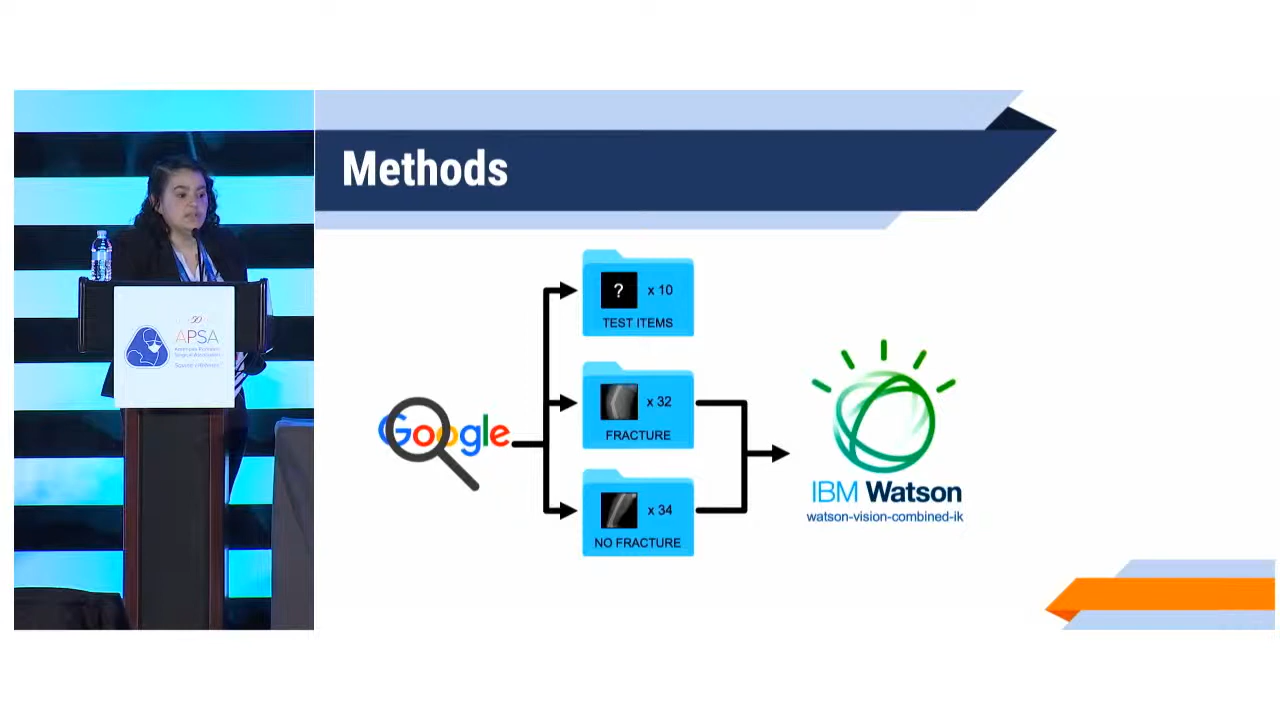 Methods
? x 10
TEST ITEMS
x 32
FRACTURE
Google
x 34
NO FRACTURE
IBM Watson
watson-vision-combined-ik
50
APSA
American Pediatric
Surgical Association